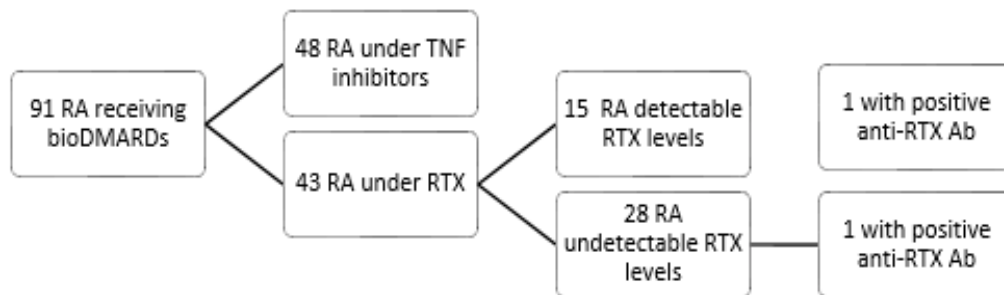 91 RA receiving
bioDMARDs
48 RA under TNF
inhibitors
43 RA under RTX
15 RA detectable
RTX levels
28 RA
undetectable RTX
levels
1 with positive
anti-RTX Ab
1 with positive
anti-RTX Ab